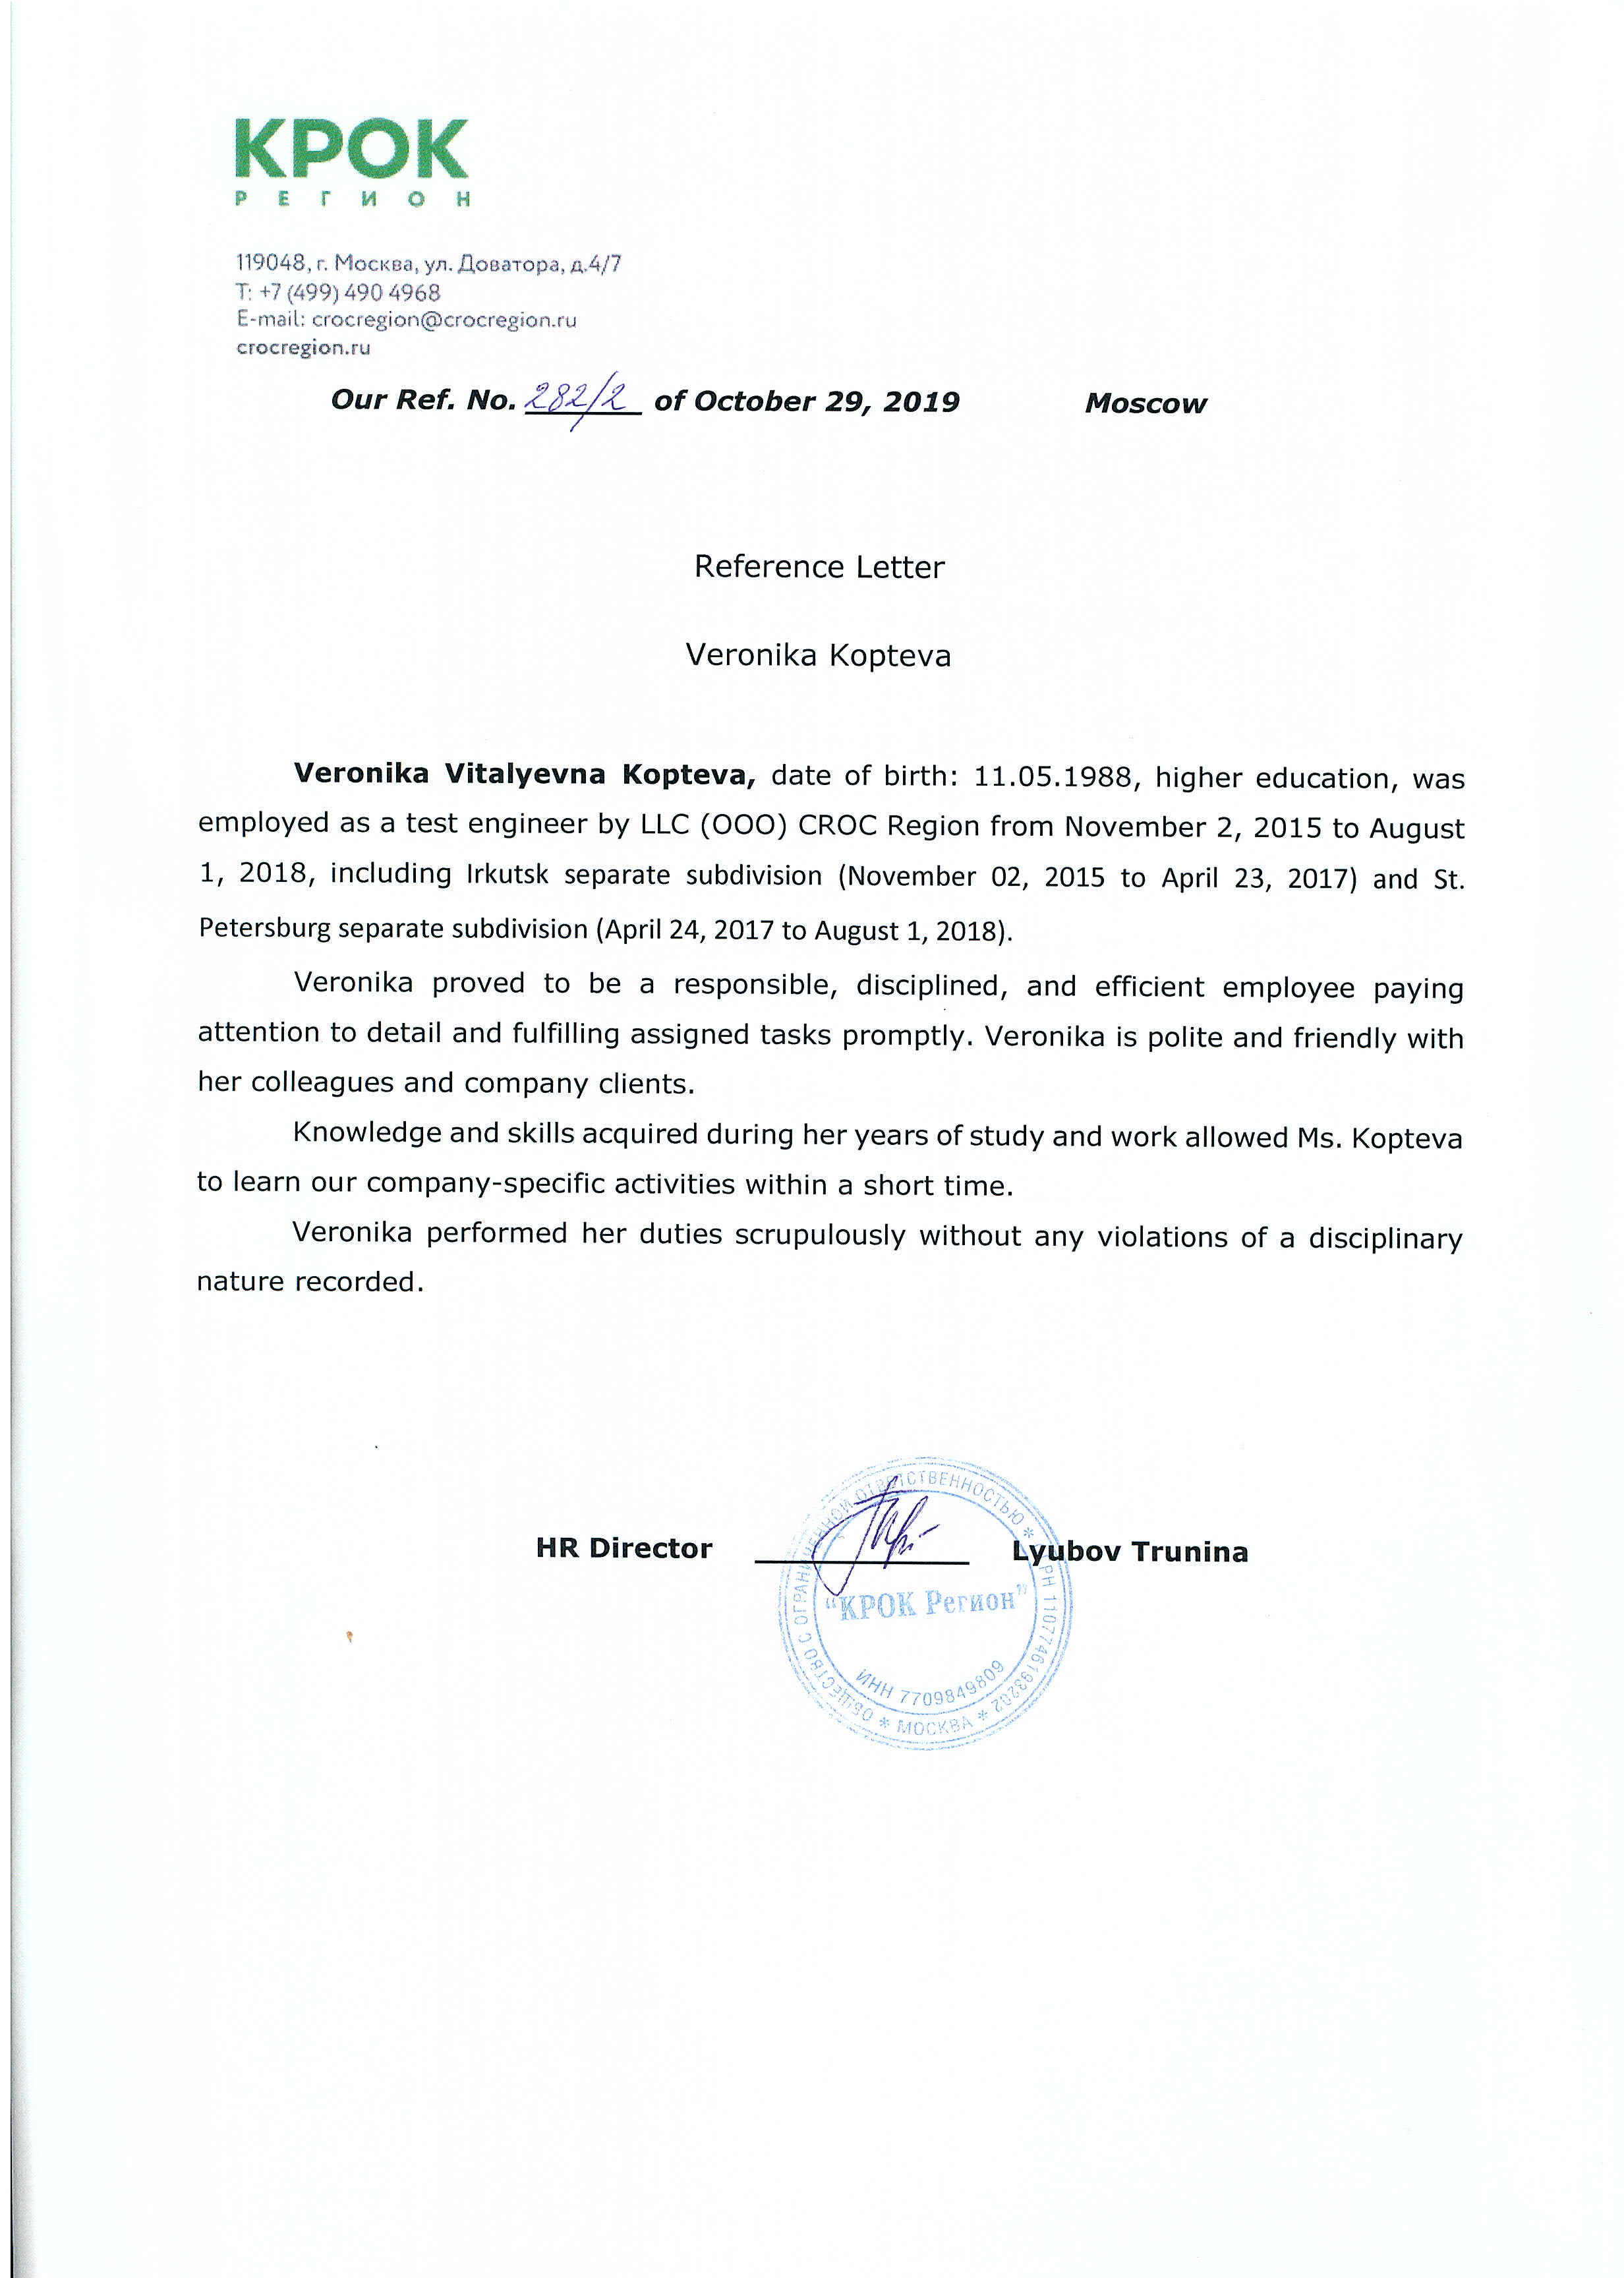 КРОК
РЕГИОН
119048, г. Москва, ул. Доватора, д.4/7
Т: +7 (499) 490 4968
E-mail: crocregion@crocregion.ru
crocregion.ru
Our Ref. No. 282/2 of October 29, 2019 Moscow
Reference Letter
Veronika Kopteva
Veronika Vitalyevna Kopteva, date of birth: 11.05.1988, higher education, was
employed as a test engineer by LLC (OOO) CROC Region from November 2, 2015 to August
1, 2018, including Irkutsk separate subdivision (November 02, 2015 to April 23, 2017) and St.
Petersburg separate subdivision (April 24, 2017 to August 1, 2018).
Veronika proved to be a responsible, disciplined, and efficient employee paying
attention to detail and fulfilling assigned tasks promptly. Veronika is polite and friendly with
her colleagues and company clients.
Knowledge and skills acquired during her years of study and work allowed Ms. Kopteva
to learn our company-specific activities within a short time.
Veronika performed her duties scrupulously without any violations of a disciplinary
nature recorded.
HR Director Lyubov Trunina
ОБЩЕСТВО С ОГРАНИЧЕННОЙ ОТВЕТСТВЕННОСТЬЮ * ОГРН 1107746193202 * МОСКВА *
"КРОК Регион"
ИНН 7709849809